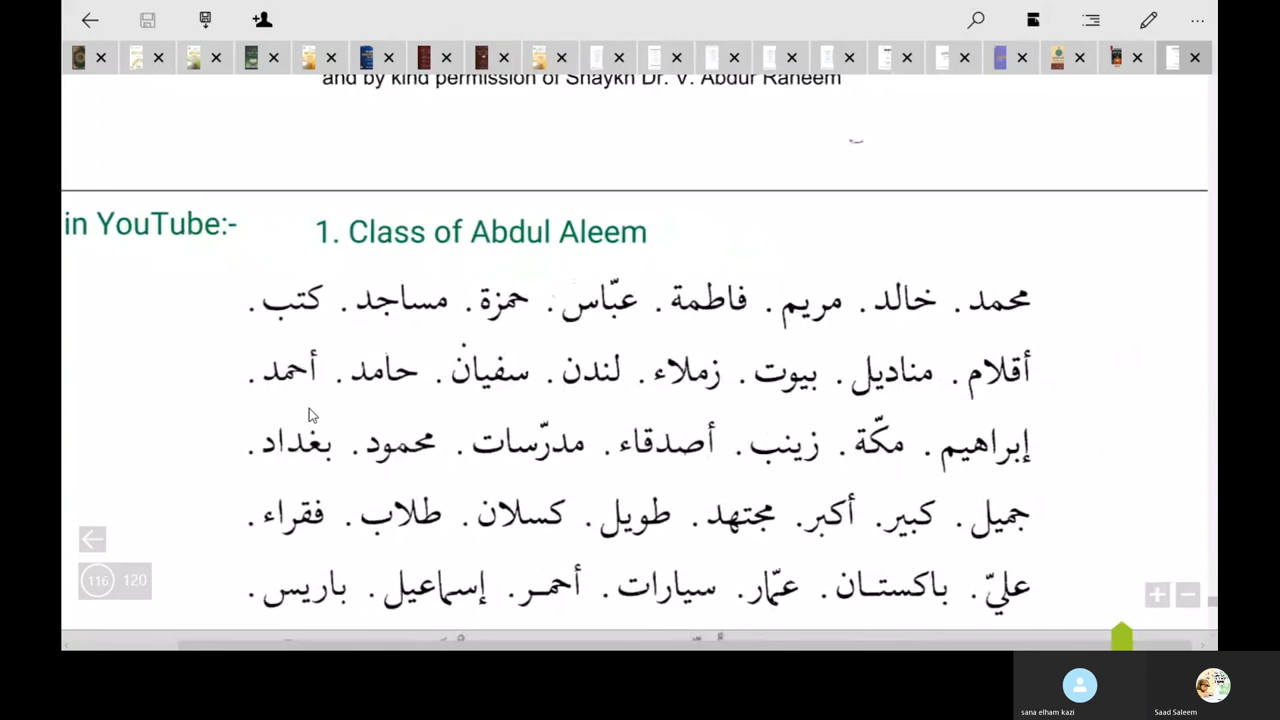 and by kind permission of Shaykh Dr. V. Abdur Raheem
in YouTube:- 1. Class of Abdul Aleem
محمد . خالد . مريم . فاطمة . عبّاس . حمزة . مساجد . كتب .
أقلام . مناديل . بيوت . زملاء . لندن . سفيان . حامد . أحمد .
إبراهيم . مكّة . زينب . أصدقاء . مدرّسات . محمود . بغداد .
جميل . كبير . أكبر . مجتهد . طويل . كسلان . طلاب . فقراء .
عليّ . باكستـان . عمّار . سيارات . أحمـر . إسماعيل . باريس .
116 120
sana elham kazi
Saad Saleem